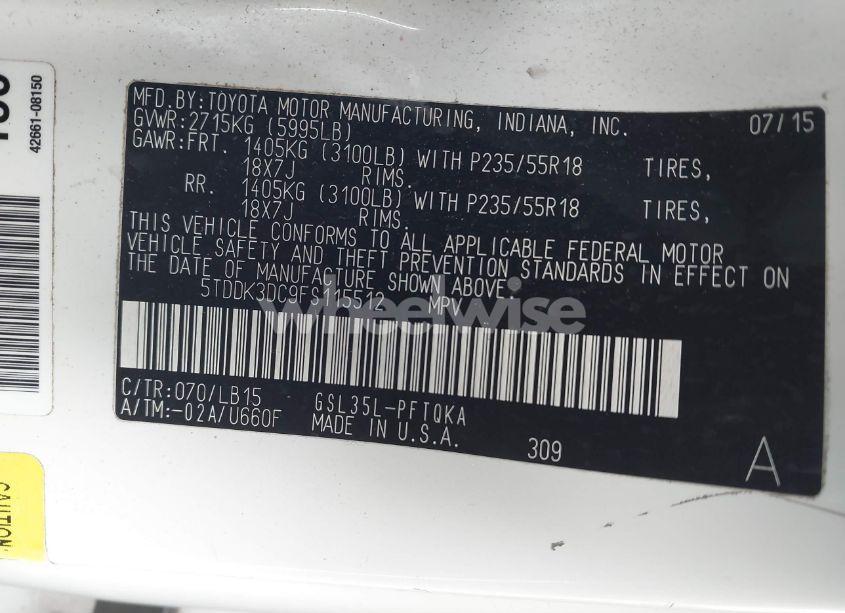 MFD.BY:TOYOTA MOTOR MANUFACTURING, INDIANA, INC. 07/15
GVWR:2715KG (5995LB)
GAWR:FRT. 1405KG (3100LB) WITH P235/55R18 TIRES,
18X7J RIMS.
RR. 1405KG (3100LB) WITH P235/55R18 TIRES,
18X7J RIMS.
THIS VEHICLE CONFORMS TO ALL APPLICABLE FEDERAL MOTOR
VEHICLE SAFETY AND THEFT PREVENTION STANDARDS IN EFFECT ON
THE DATE OF MANUFACTURE SHOWN ABOVE.
5TDDK3DC9FS115512 MPV
wheelwise
C/TR:070/LB15 GSL35L-PFTQKA
A/TM:-02A/U660F MADE IN U.S.A.
309
A
42661-08150
CAUTION